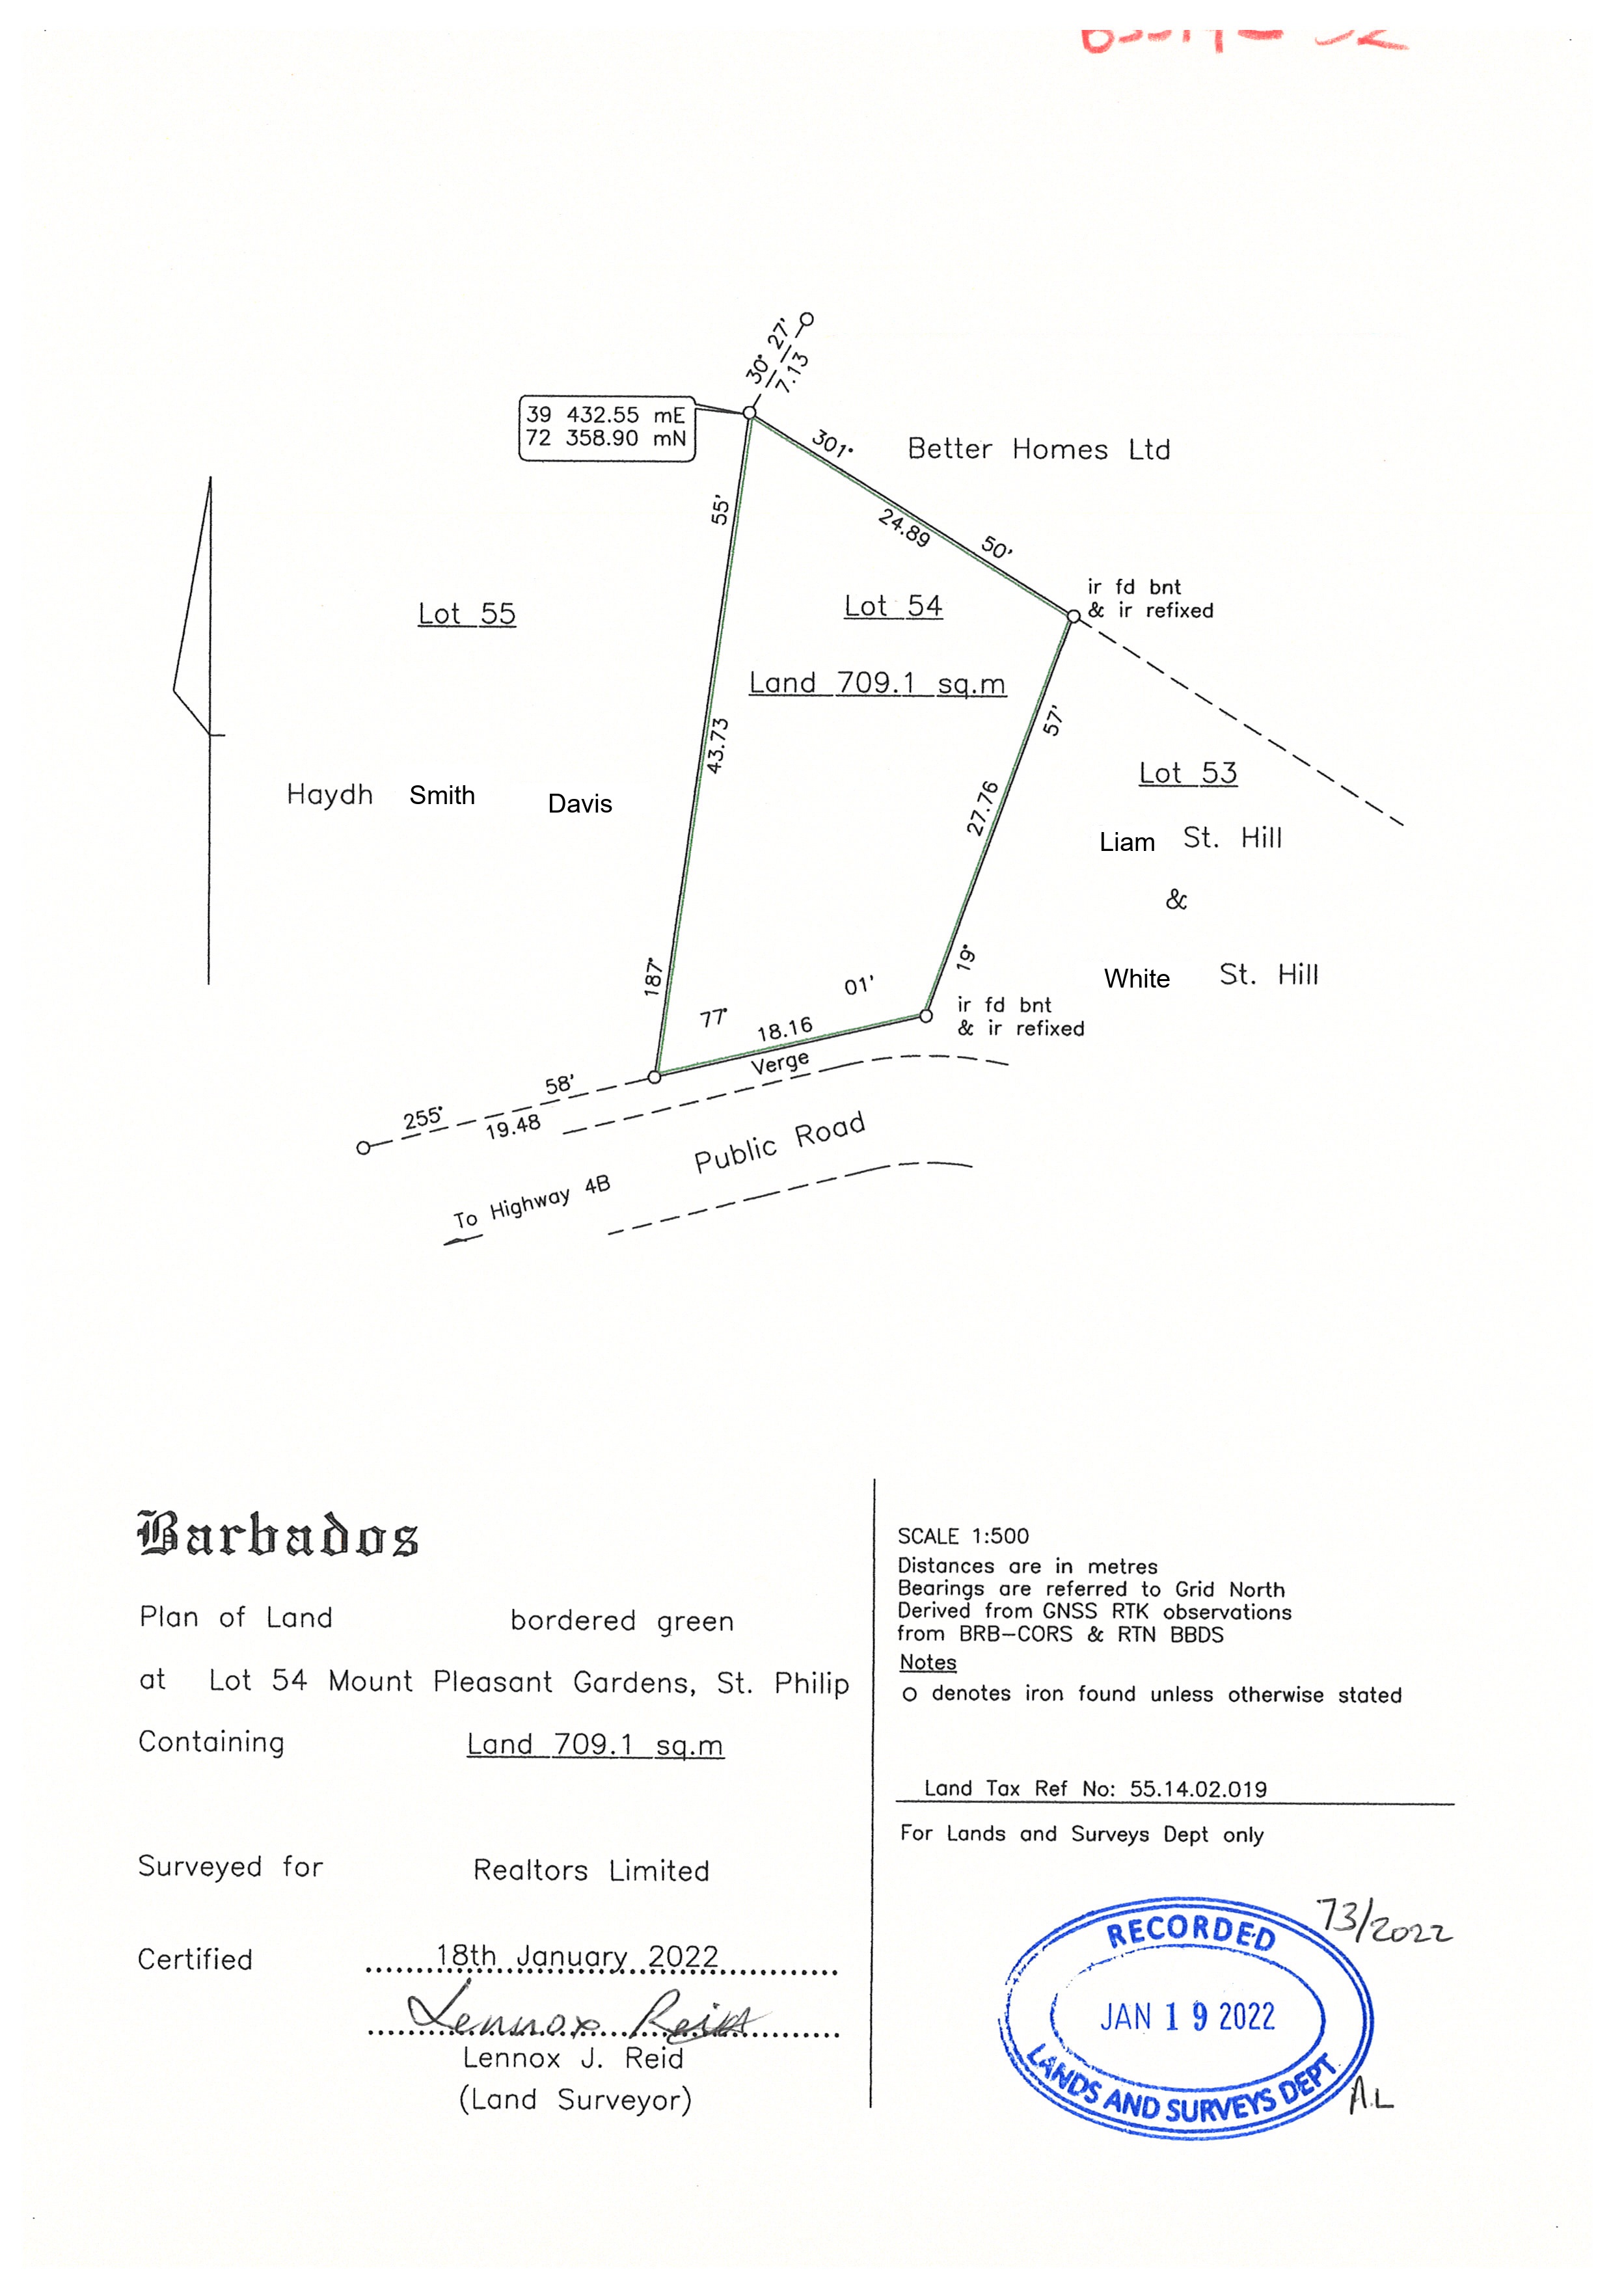 30° 27'
7.13
39 432.55 mE
72 358.90 mN
301° 50'
24.89
Better Homes Ltd
ir fd bnt
& ir refixed
Lot 55
Lot 54
Land 709.1 sq.m
187° 55'
43.73
19° 57'
27.76
Lot 53
Haydh Smith Davis
Liam St. Hill
&
White St. Hill
77° 01'
18.16
ir fd bnt
& ir refixed
Verge
255° 58'
19.48
Public Road
To Highway 4B
Barbados
Plan of Land bordered green
at Lot 54 Mount Pleasant Gardens, St. Philip
Containing Land 709.1 sq.m
Surveyed for Realtors Limited
Certified 18th January 2022
Lennox Reid
Lennox J. Reid
(Land Surveyor)
SCALE 1:500
Distances are in metres
Bearings are referred to Grid North
Derived from GNSS RTK observations
from BRB-CORS & RTN BBDS
Notes
O denotes iron found unless otherwise stated
Land Tax Ref No: 55.14.02.019
For Lands and Surveys Dept only
73/2022
RECORDED
JAN 19 2022
LANDS AND SURVEYS DEPT
A.L